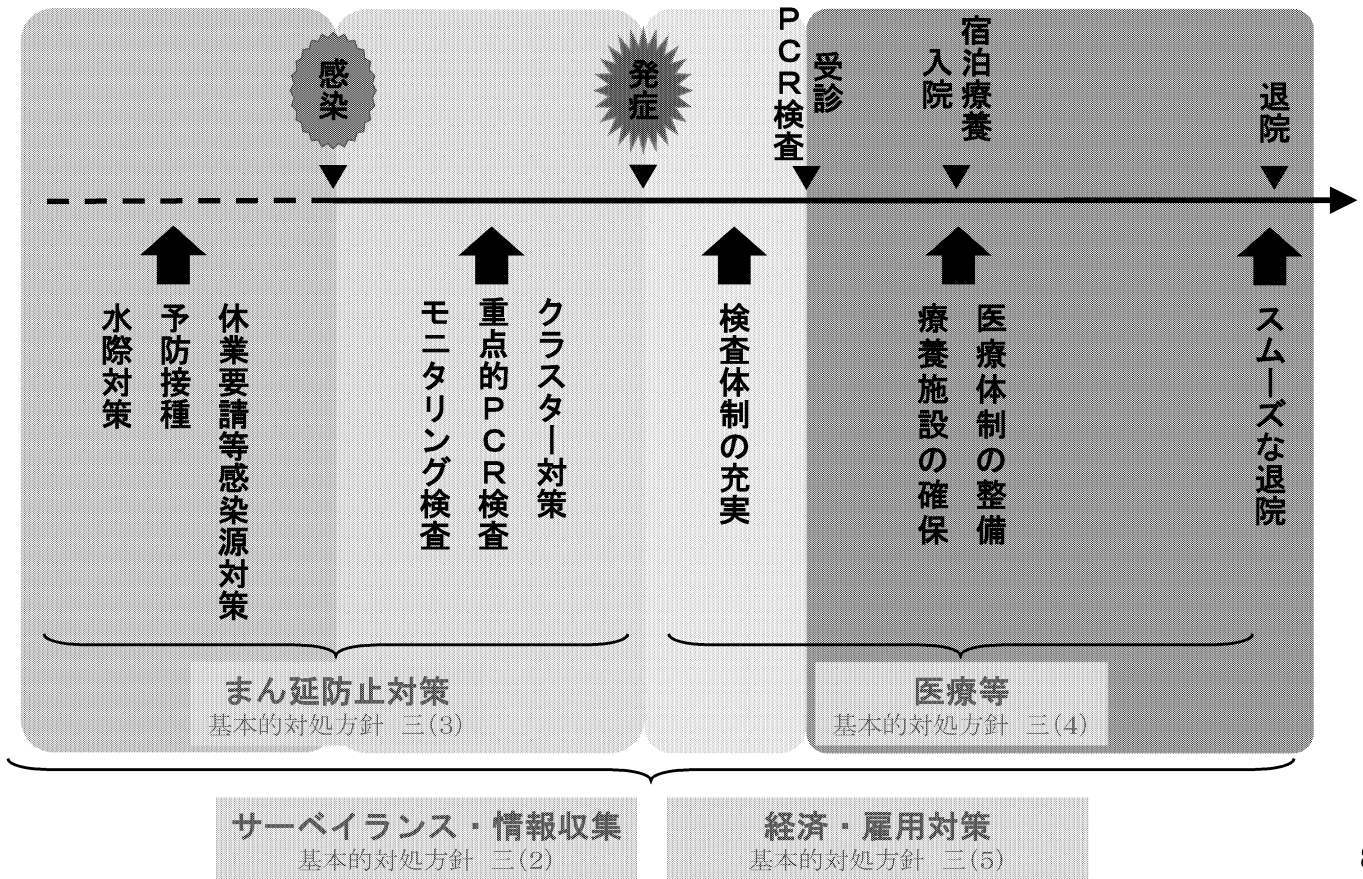 感染
発症
PCR検査
受診
入院
宿泊療養
退院
水際対策
予防接種
休業要請等感染源対策
モニタリング検査
重点的PCR検査
クラスター対策
検査体制の充実
療養施設の確保
医療体制の整備
スムーズな退院
まん延防止対策
基本的対処方針 三(3)
医療等
基本的対処方針 三(4)
サーベイランス・情報収集
基本的対処方針 三(2)
経済・雇用対策
基本的対処方針 三(5)